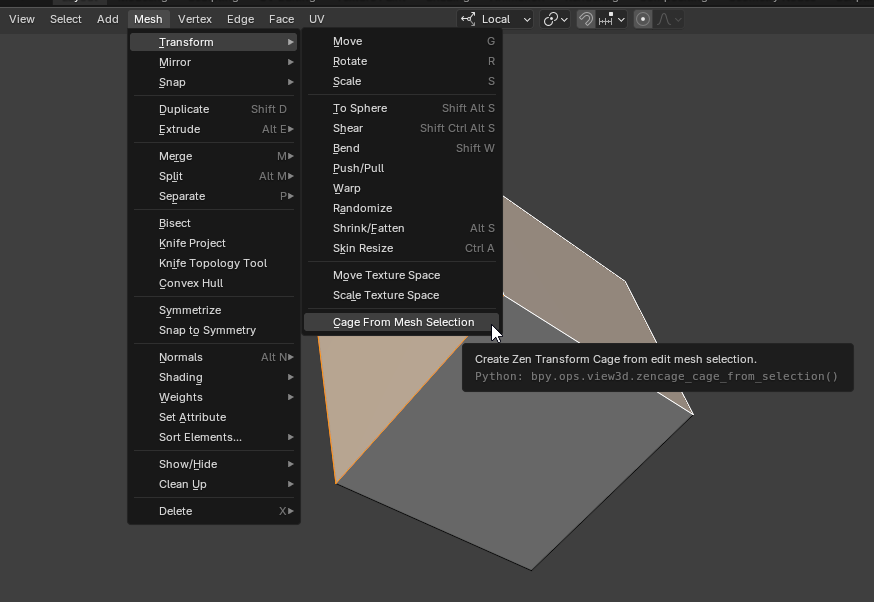 View Select Add Mesh Vertex Edge Face UV Local
Transform
Mirror
Snap
Duplicate Shift D
Extrude Alt E
Merge M
Split Alt M
Separate P
Bisect
Knife Project
Knife Topology Tool
Convex Hull
Symmetrize
Snap to Symmetry
Normals Alt N
Shading
Weights
Set Attribute
Sort Elements...
Show/Hide
Clean Up
Delete X
Move G
Rotate R
Scale S
To Sphere Shift Alt S
Shear Shift Ctrl Alt S
Bend Shift W
Push/Pull
Warp
Randomize
Shrink/Fatten Alt S
Skin Resize Ctrl A
Move Texture Space
Scale Texture Space
Cage From Mesh Selection
Create Zen Transform Cage from edit mesh selection.
Python: bpy.ops.view3d.zencage_cage_from_selection()